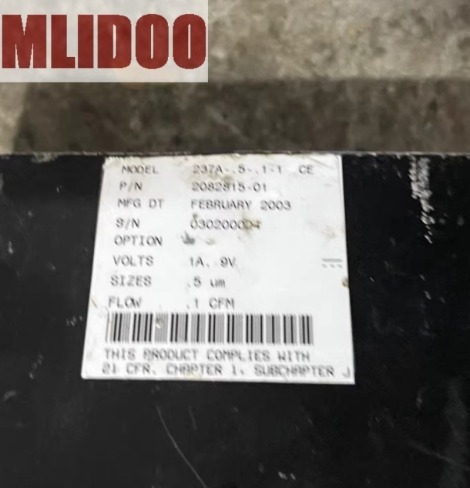 MLIDOO
MODEL 237A-.5-.1-1 CE
P/N 2082815-01
MFG DT FEBRUARY 2003
S/N 030200004
OPTION
VOLTS 1A. 9V
SIZES .5 um
FLOW .1 CFM
THIS PRODUCT COMPLIES WITH
21 CFR, CHAPTER 1, SUBCHAPTER J